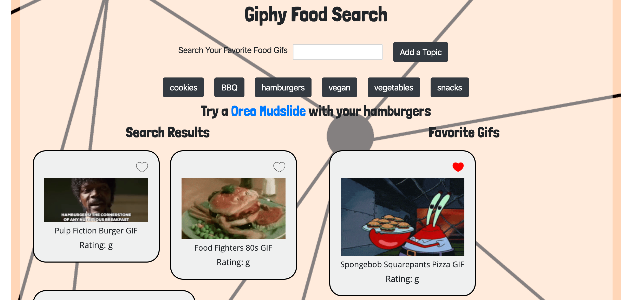 Giphy Food Search
Search Your Favorite Food Gifs
Add a Topic
cookies
BBQ
hamburgers
vegan
vegetables
snacks
Try a Oreo Mudslide with your hamburgers
Search Results
Favorite Gifs
HAMBURGERS! THE CORNERSTONE
OF ANY NUTRITIOUS BREAKFAST
Pulp Fiction Burger GIF
Rating: g
Food Fighters 80s GIF
Rating: g
Spongebob Squarepants Pizza GIF
Rating: g